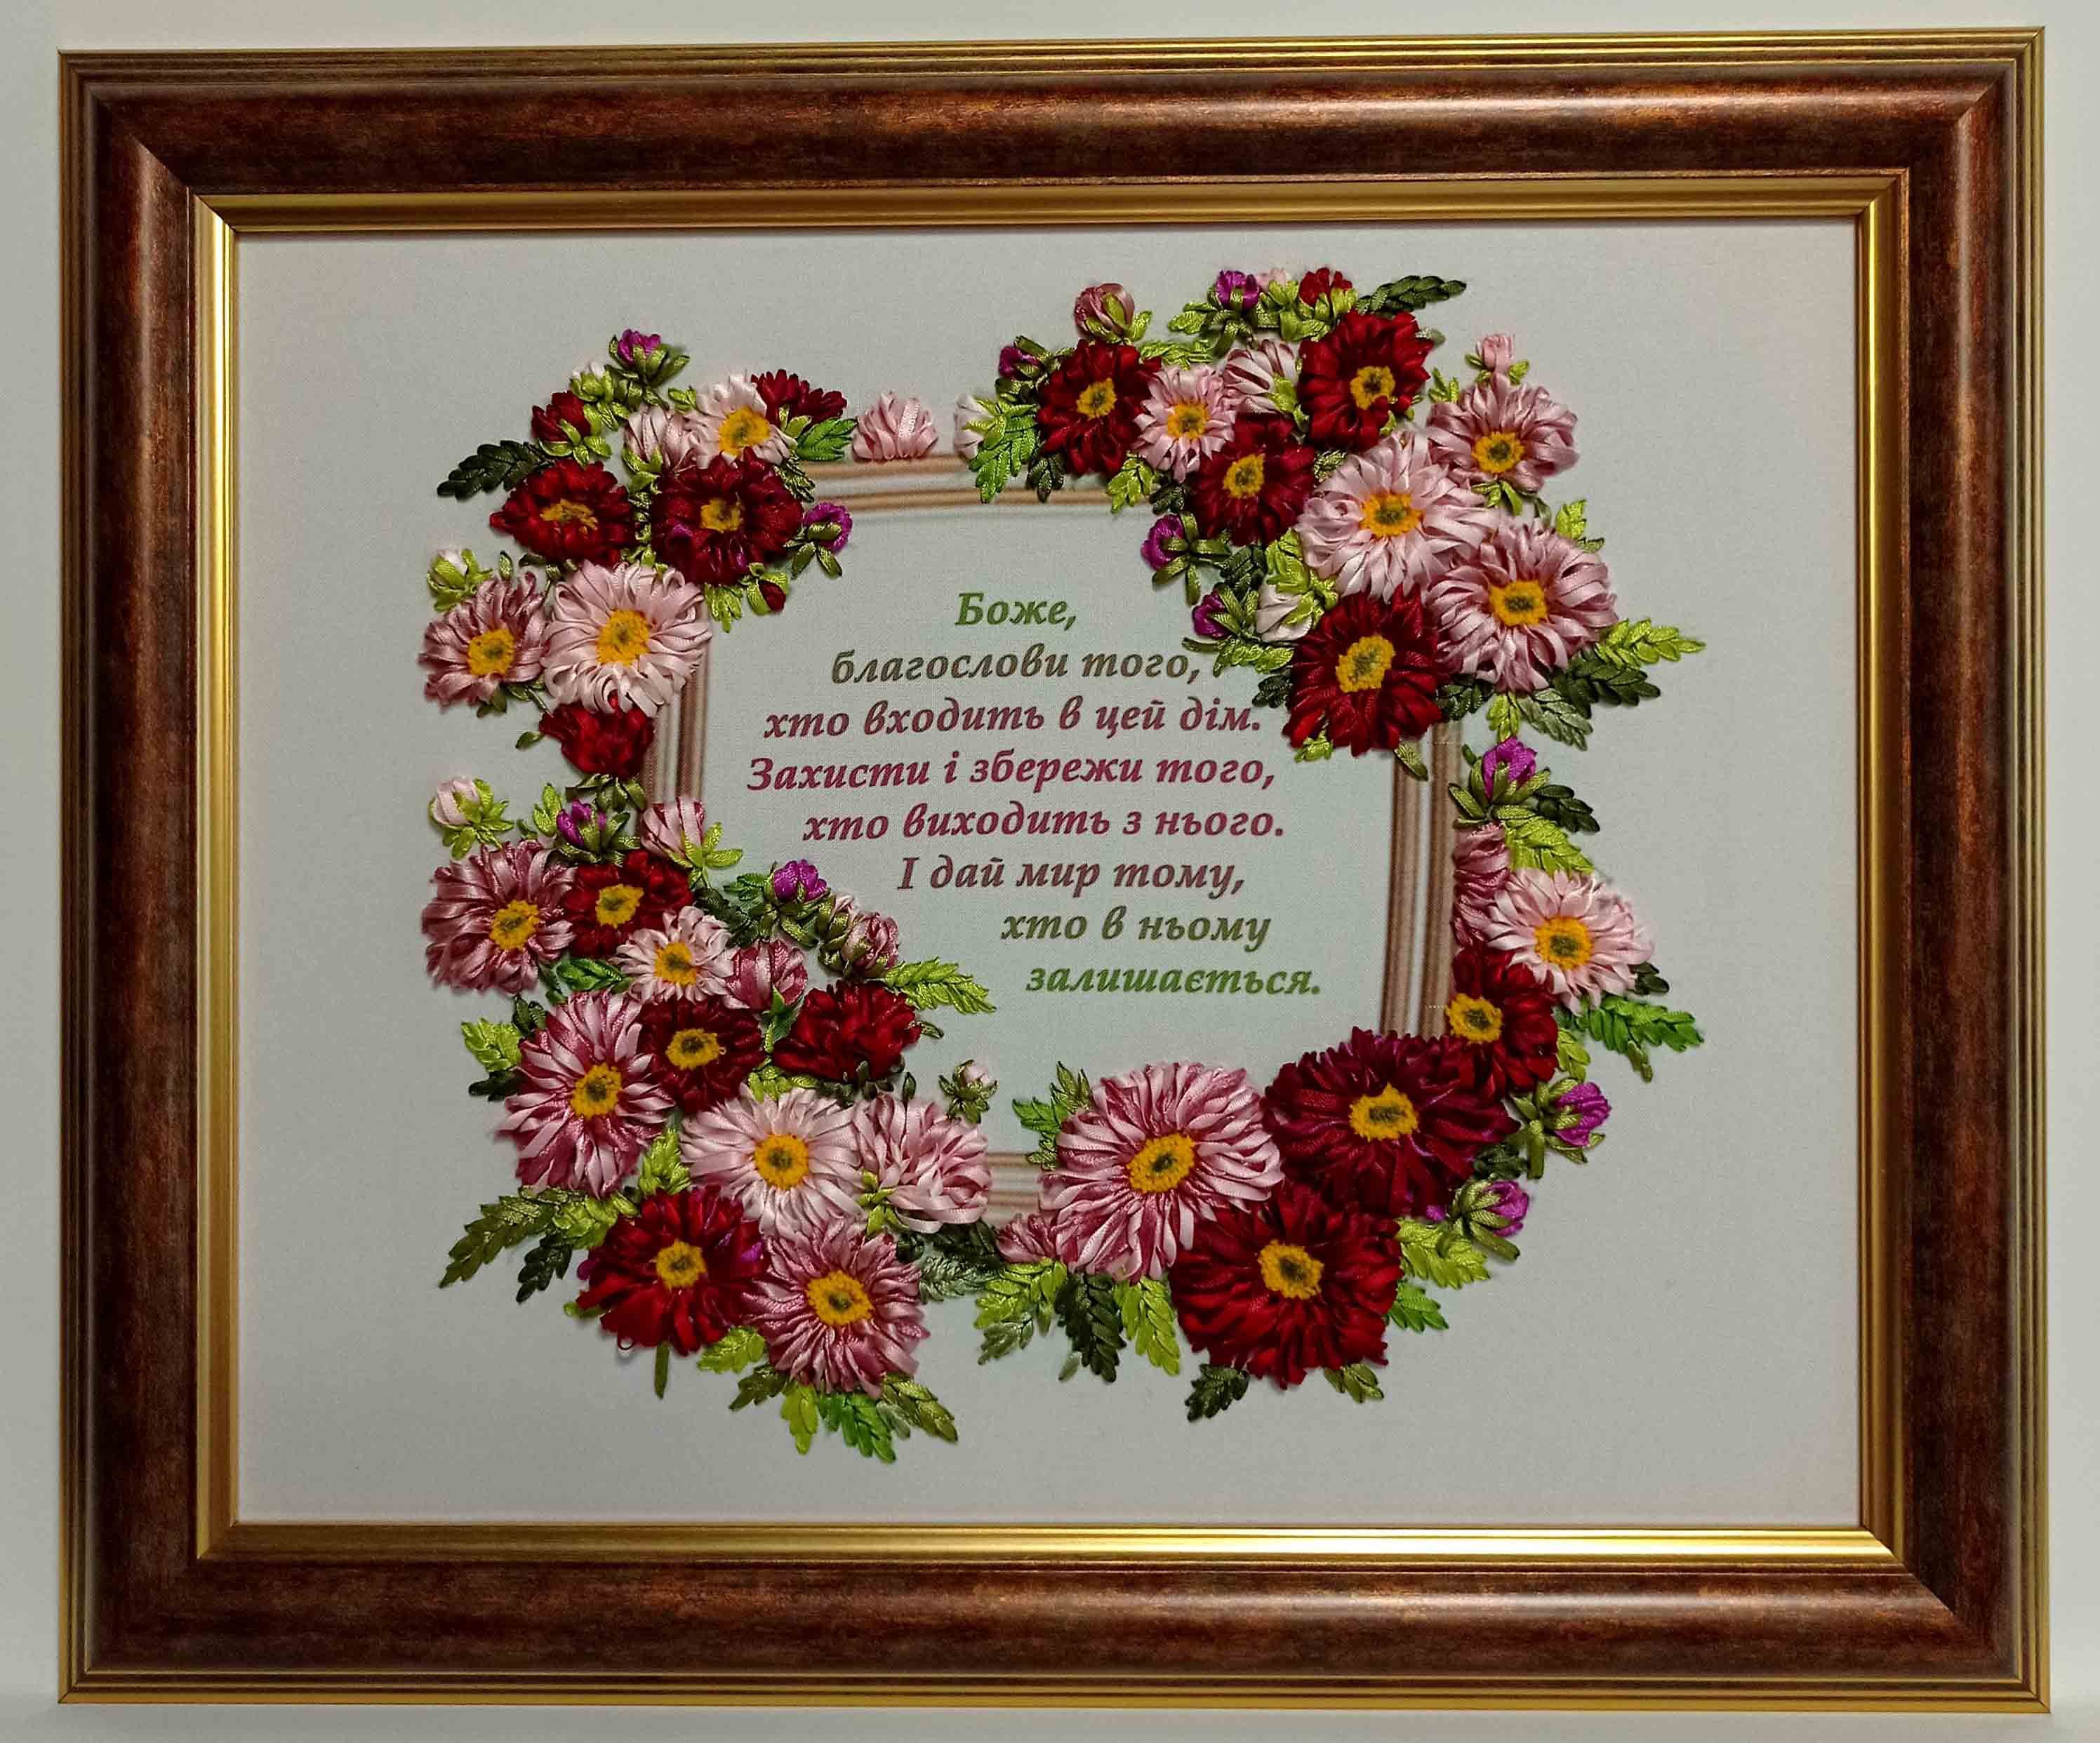 Боже,
благослови того,
хто входить в цей дім.
Захисти і збережи того,
хто виходить з нього.
І дай мир тому,
хто в ньому
залишається.